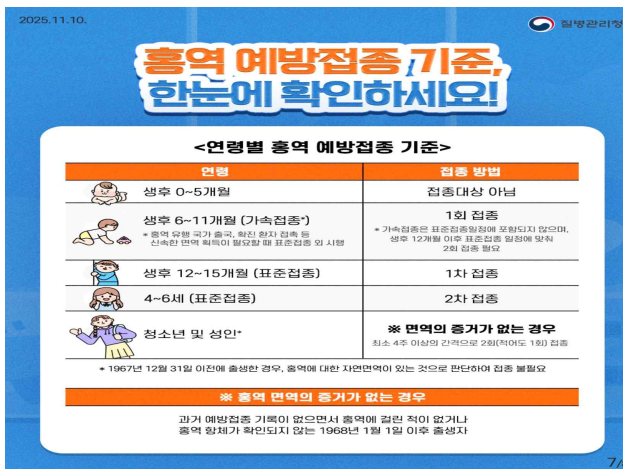 2025.11.10.
질병관리청
홍역 예방접종 기준,
한눈에 확인하세요!
<연령별 홍역 예방접종 기준>
연령
접종 방법
생후 0~5개월
접종대상 아님
생후 6~11개월 (가속접종*)
* 홍역 유행 국가 출국, 확진 환자 접촉 등
신속한 면역 획득이 필요할 때 표준접종 외 시행
1회 접종
* 가속접종은 표준접종일정에 포함되지 않으며,
생후 12개월 이후 표준접종 일정에 맞춰
2회 접종 필요
생후 12~15개월 (표준접종)
1차 접종
4~6세 (표준접종)
2차 접종
청소년 및 성인*
※ 면역의 증거가 없는 경우
최소 4주 이상의 간격으로 2회(적어도 1회) 접종
* 1967년 12월 31일 이전에 출생한 경우, 홍역에 대한 자연면역이 있는 것으로 판단하여 접종 불필요
※ 홍역 면역의 증거가 없는 경우
과거 예방접종 기록이 없으면서 홍역에 걸린 적이 없거나
홍역 항체가 확인되지 않는 1968년 1월 1일 이후 출생자